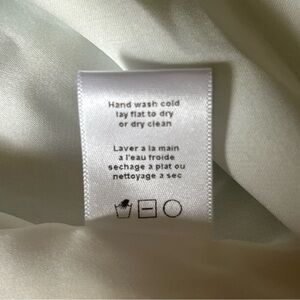 Hand wash cold
lay flat to dry
or dry clean
Laver a la main
a l'eau froide
sechage a plat ou
nettoyage a sec